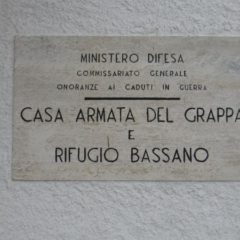 MINISTERO DIFESA
COMMISSARIATO GENERALE
ONORANZE AI CADUTI IN GUERRA
CASA ARMATA DEL GRAPPA
E
RIFUGIO BASSANO